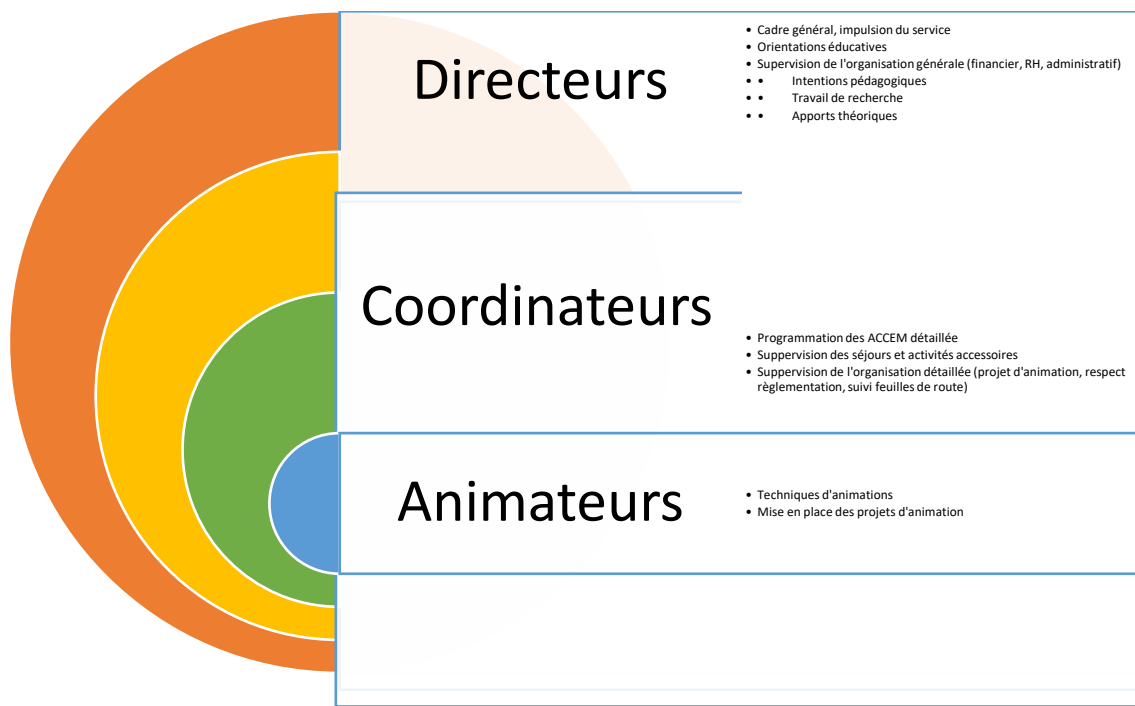 Directeurs
• Cadre général, impulsion du service
• Orientations éducatives
• Supervision de l'organisation générale (financier, RH, administratif)
• • Intentions pédagogiques
• • Travail de recherche
• • Apports théoriques
Coordinateurs
• Programmation des ACCEM détaillée
• Suppervision des séjours et activités accessoires
• Suppervision de l'organisation détaillée (projet d'animation, respect
règlementation, suivi feuilles de route)
Animateurs
• Techniques d'animations
• Mise en place des projets d'animation